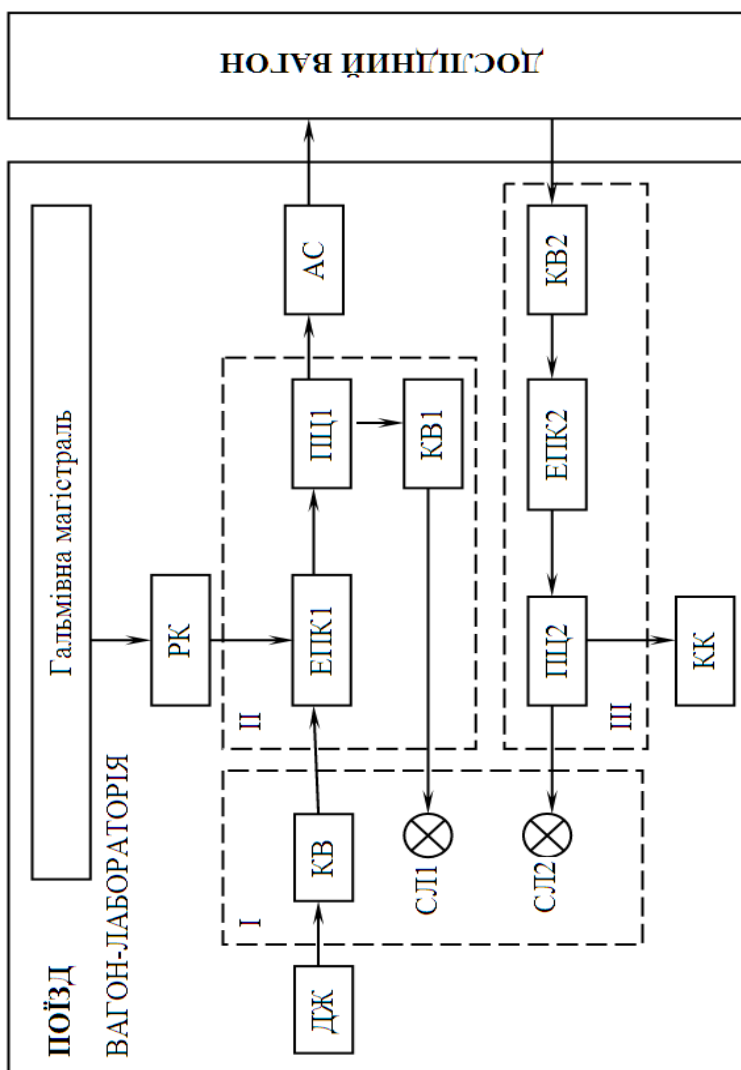 ПОЇЗД
ВАГОН-ЛАБОРАТОРІЯ
Гальмівна магістраль
РК
I
II
ДЖ
КВ
ЕПК1
ПЦ1
АС
СЛ1
КВ1
СЛ2
ПЦ2
ЕПК2
КВ2
III
КК
ДОСЛІДНИЙ ВАГОН